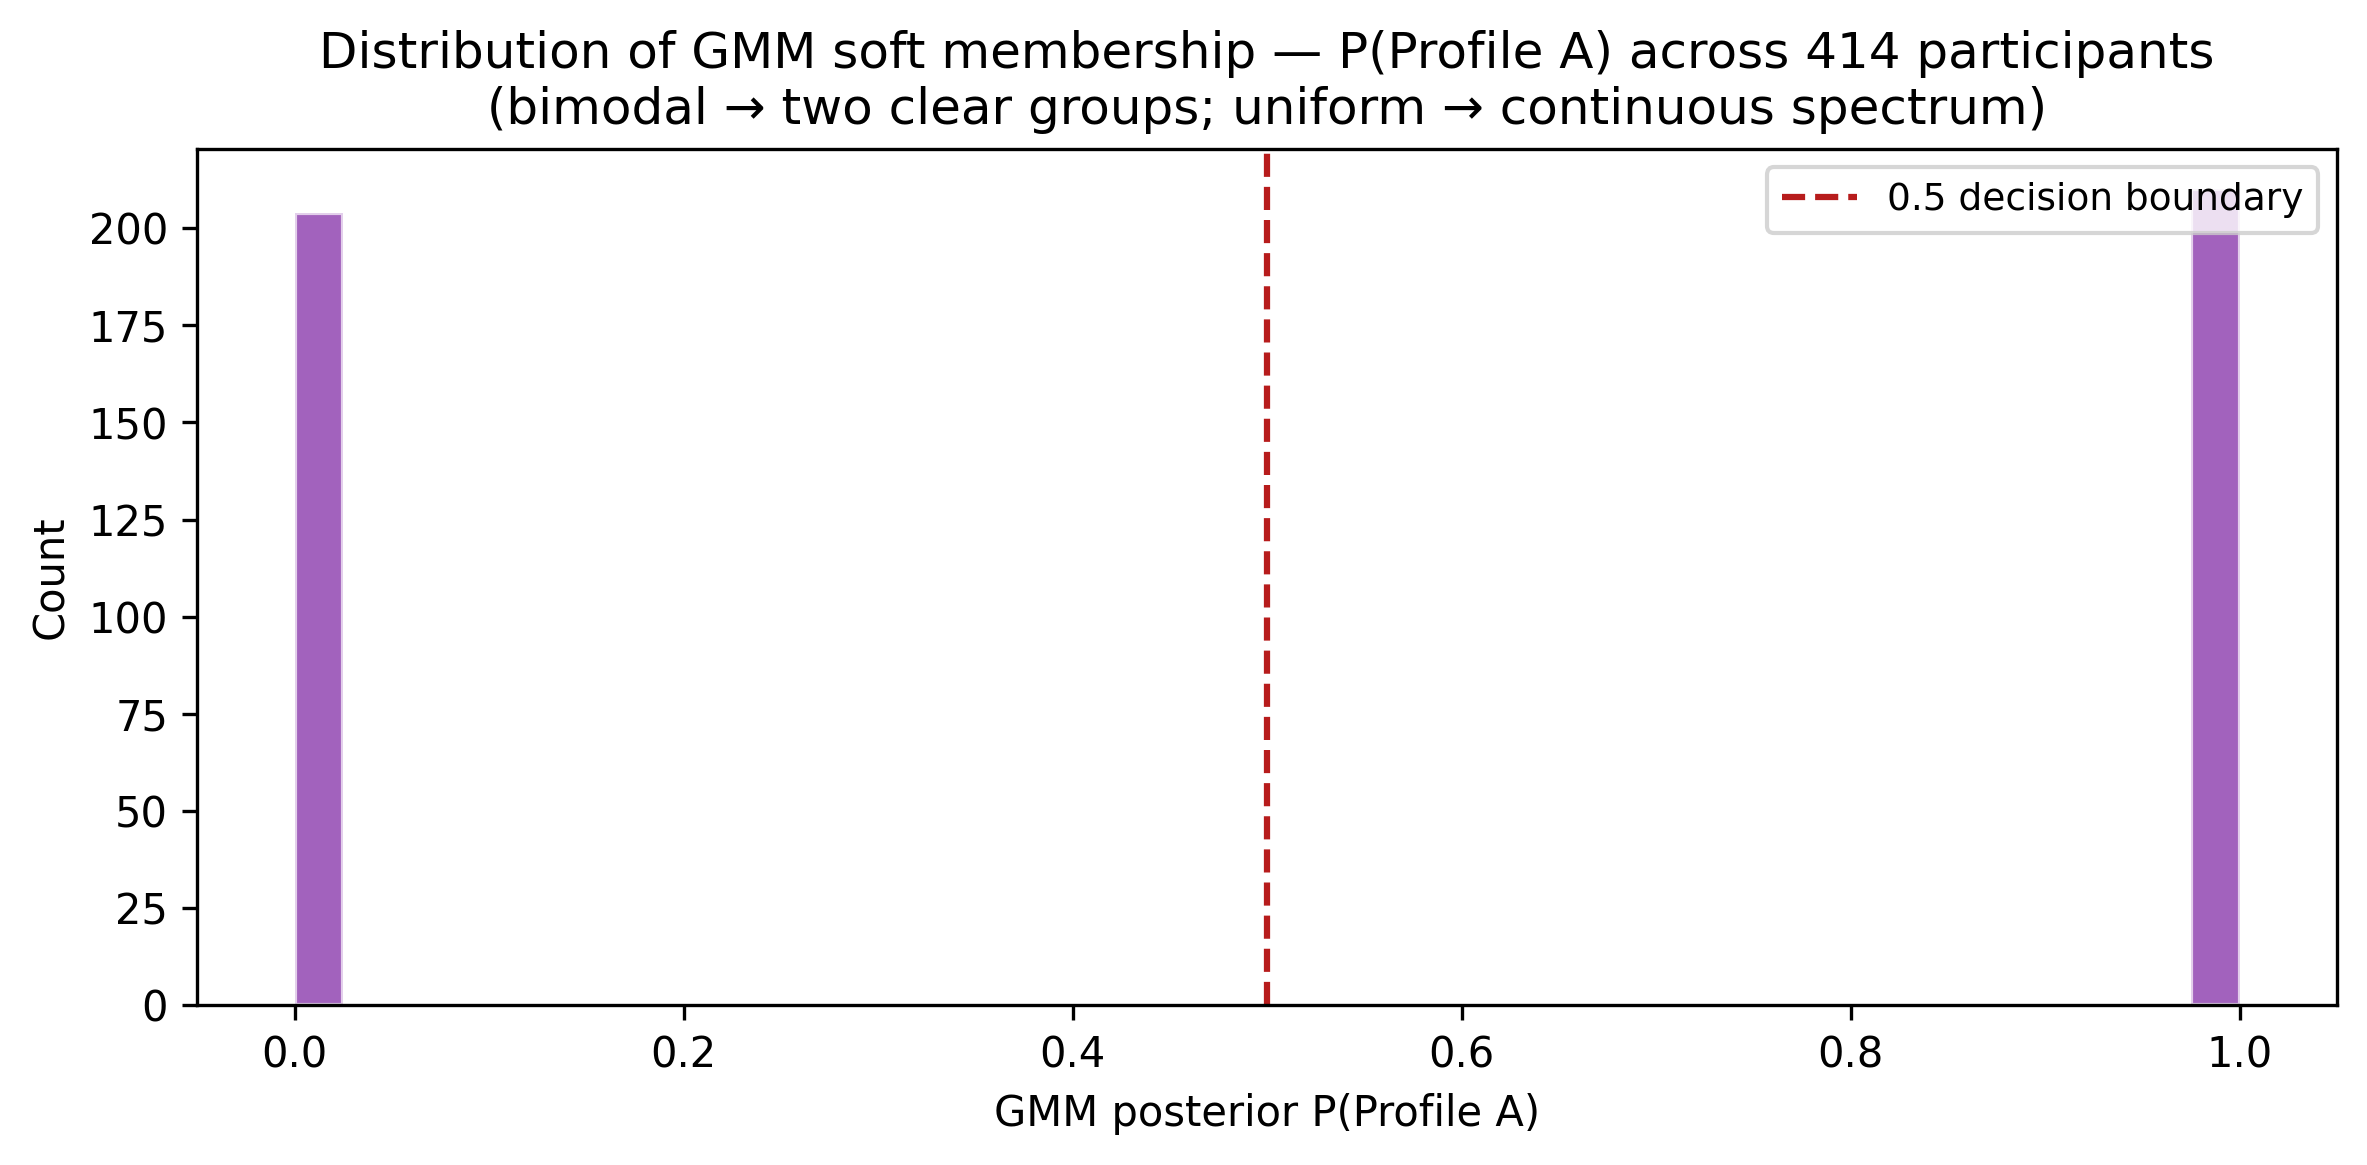 Distribution of GMM soft membership — P(Profile A) across 414 participants
(bimodal → two clear groups; uniform → continuous spectrum)
0.5 decision boundary
Count
200
175
150
125
100
75
50
25
0
0.0 0.2 0.4 0.6 0.8 1.0
GMM posterior P(Profile A)